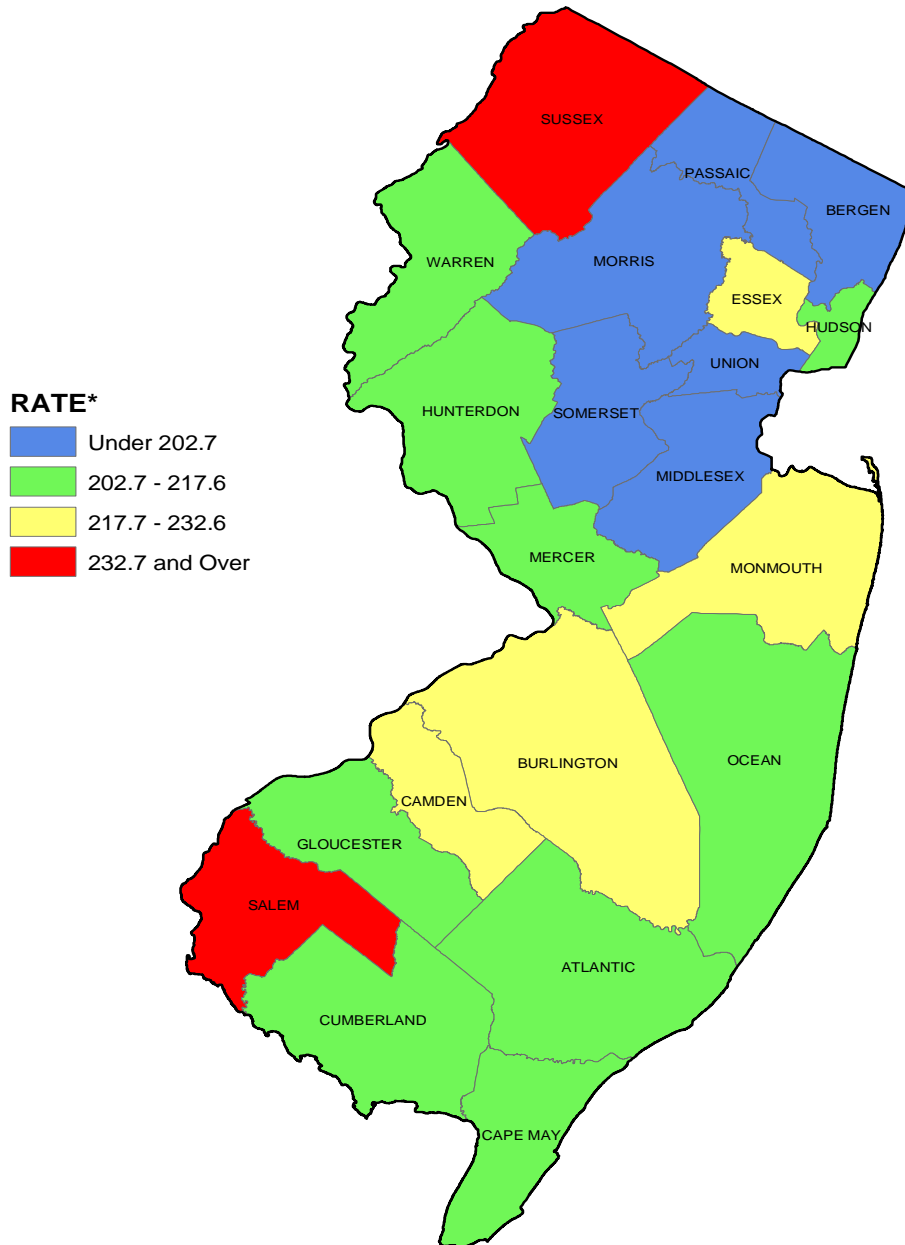 SUSSEX
PASSAIC
BERGEN
WARREN
MORRIS
ESSEX
HUDSON
UNION
RATE*
HUNTERDON
SOMERSET
Under 202.7
MIDDLESEX
202.7 - 217.6
217.7 - 232.6
MERCER
232.7 and Over
MONMOUTH
OCEAN
BURLINGTON
CAMDEN
GLOUCESTER
SALEM
ATLANTIC
CUMBERLAND
CAPE MAY